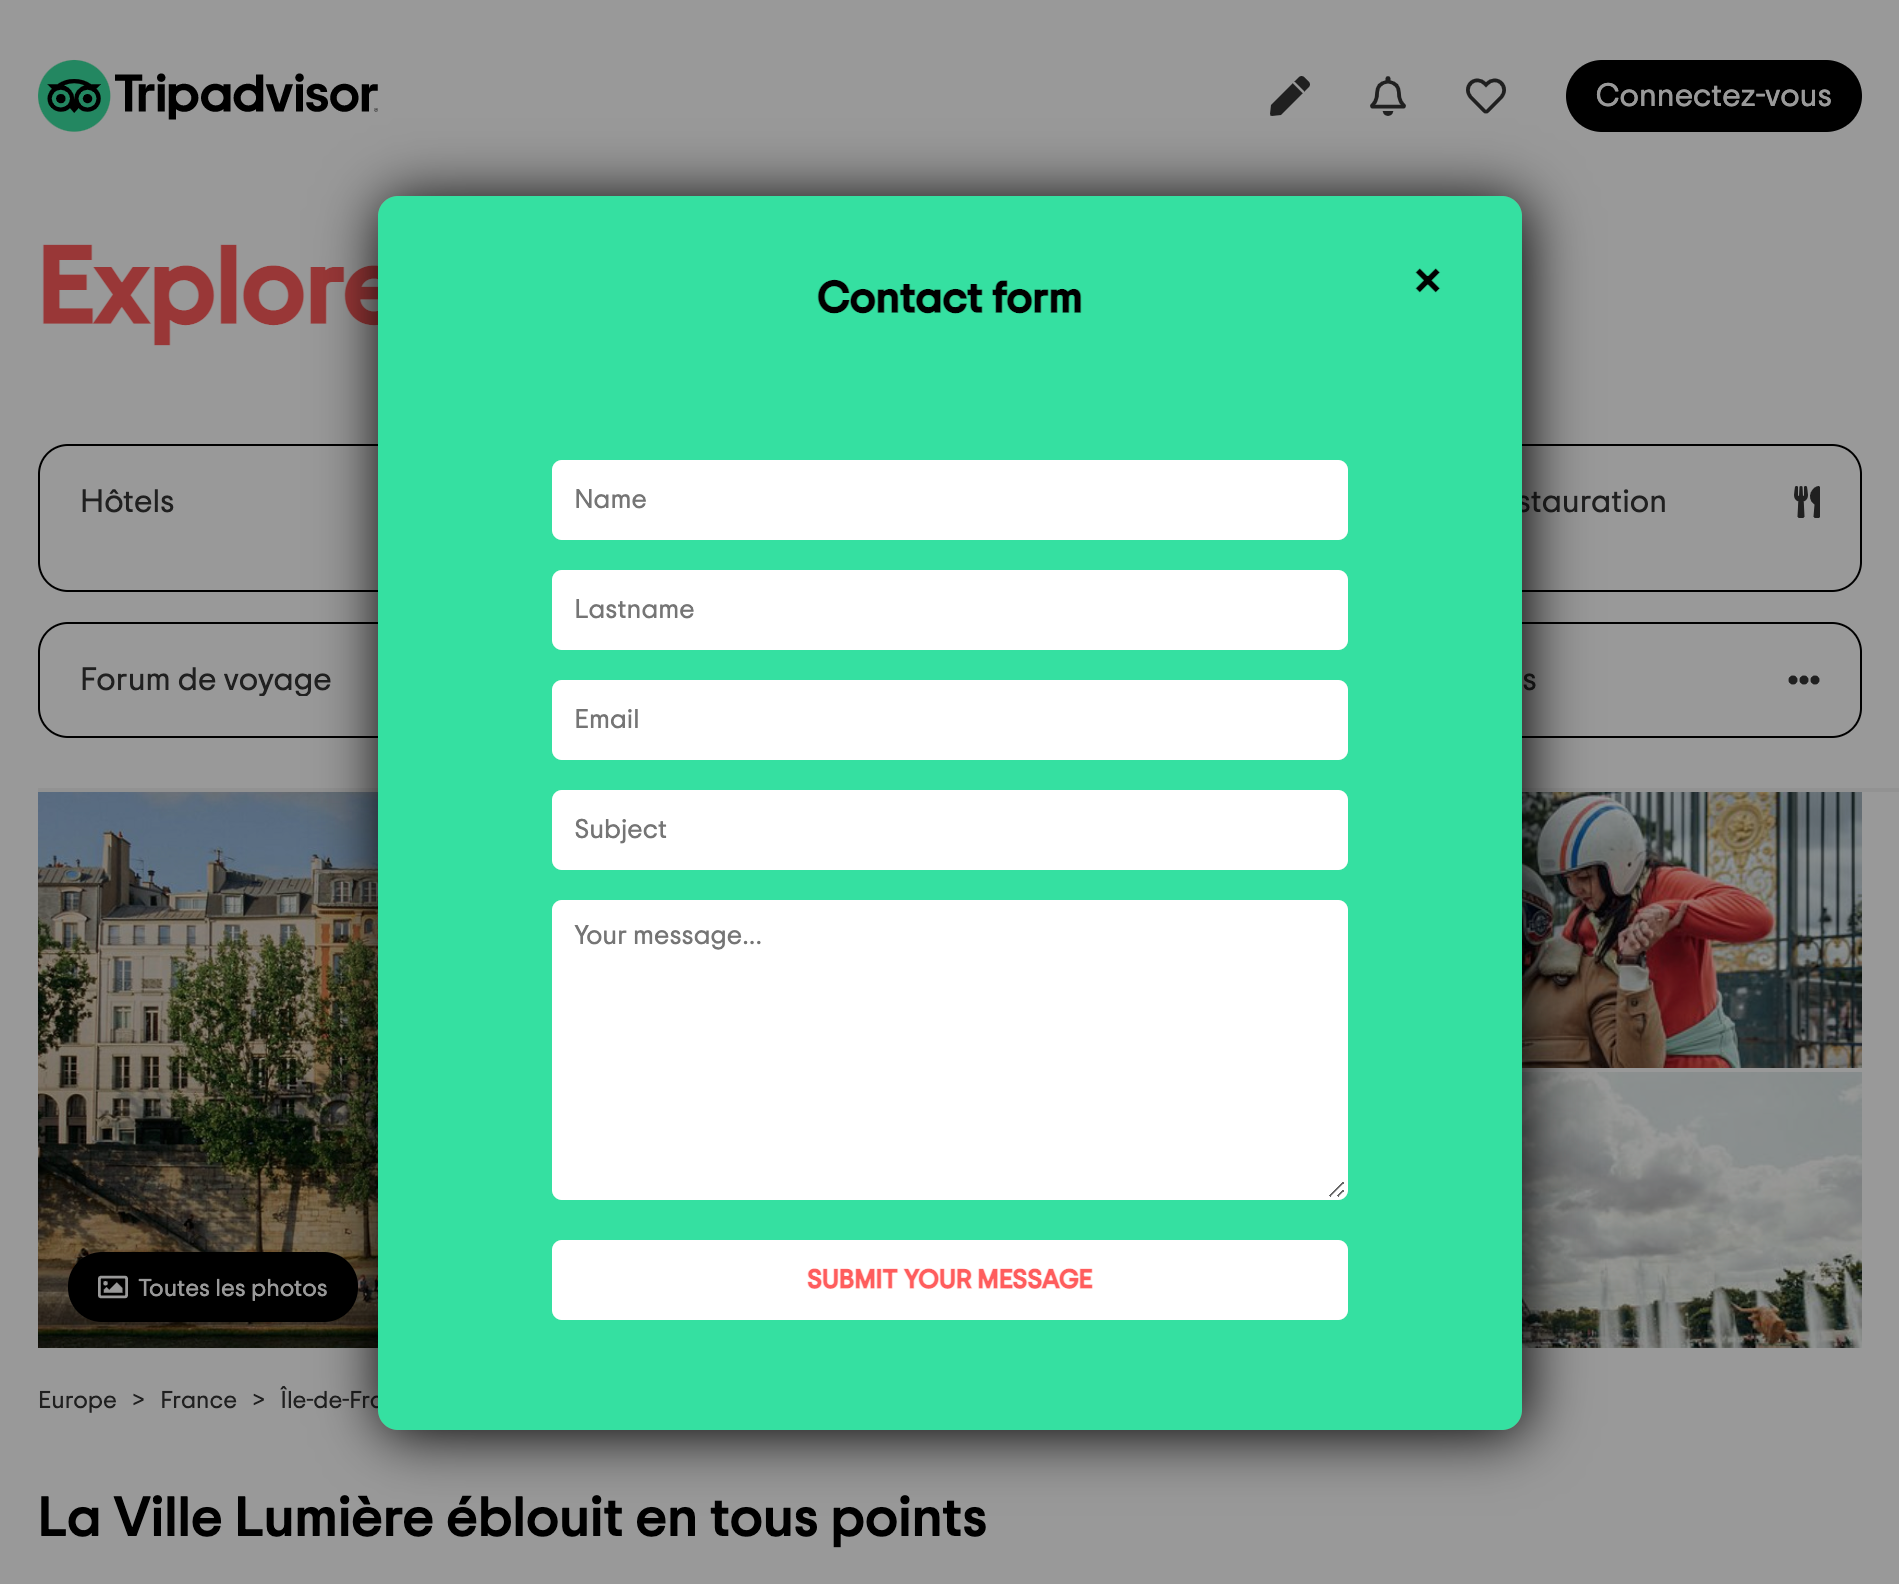 Tripadvisor
Connectez-vous
Explore
Contact form
Hôtels
stauration
Forum de voyage
s
Name
Lastname
Email
Subject
Your message...
SUBMIT YOUR MESSAGE
Toutes les photos
Europe > France > Île-de-Fra
La Ville Lumière éblouit en tous points